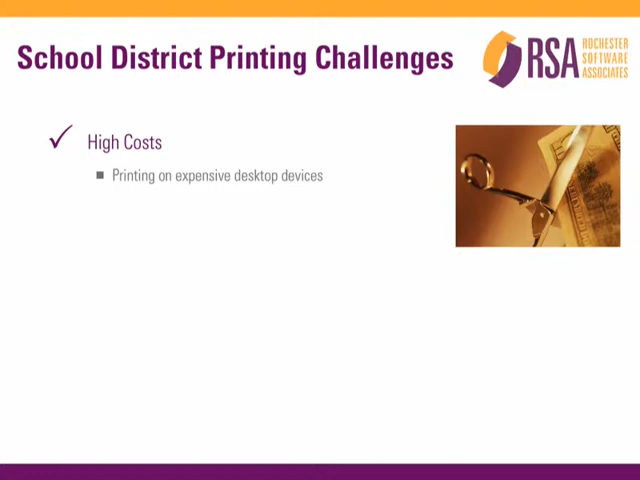 School District Printing Challenges
RSA
ROCHESTER
SOFTWARE
ASSOCIATES
High Costs
Printing on expensive desktop devices